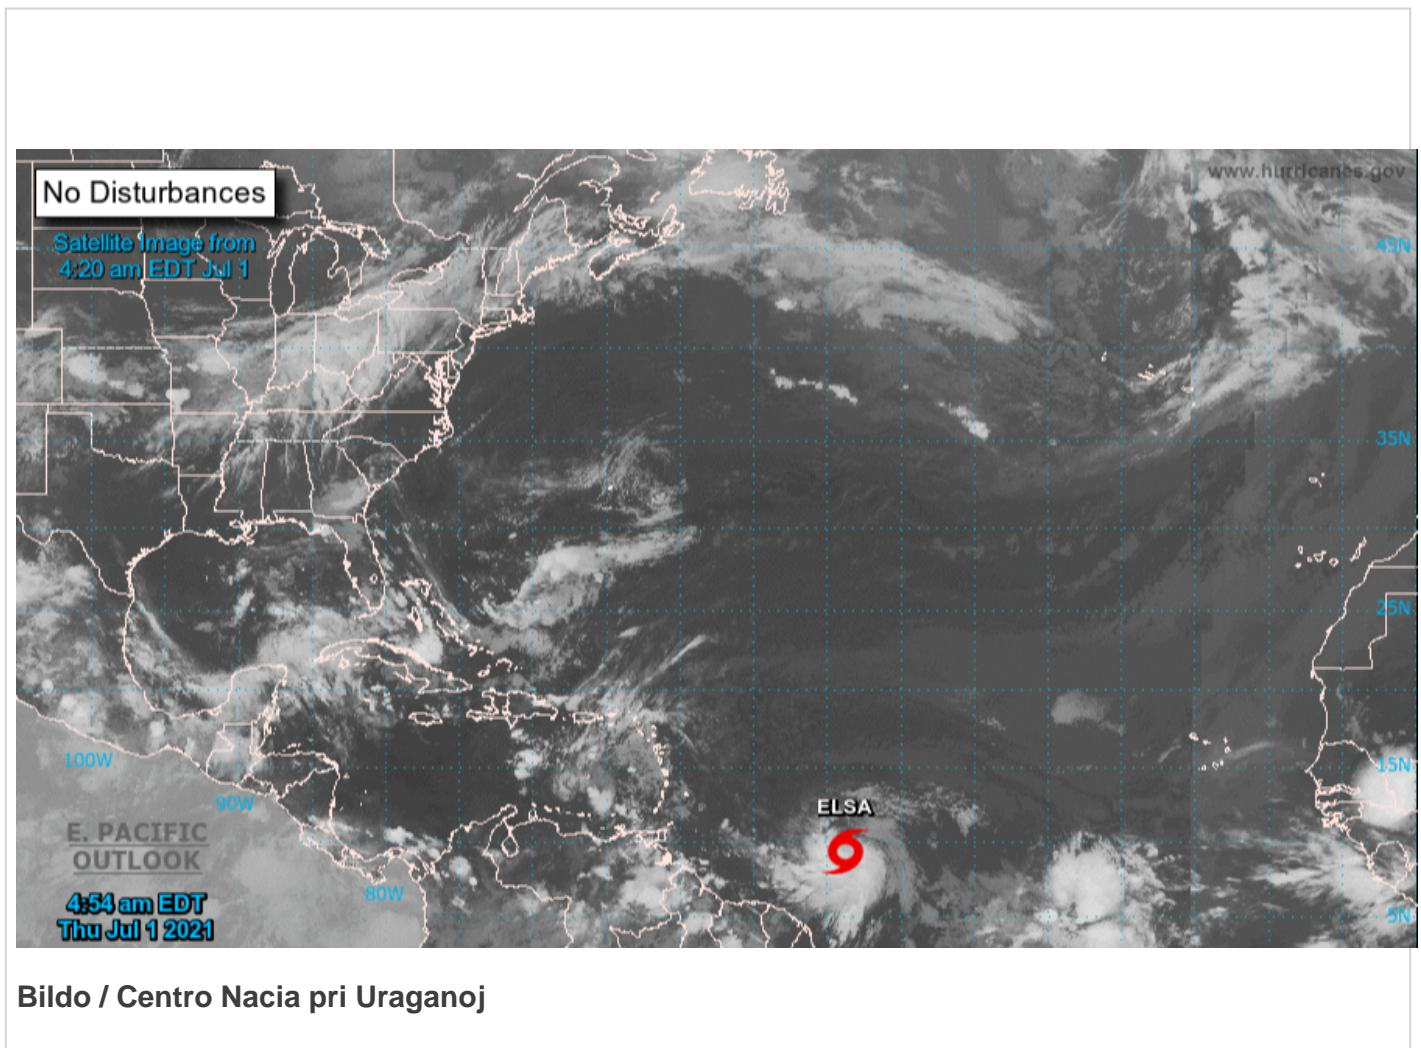 No Disturbances
www.hurricanes.gov
Satellite Image from
4:20 am EDT Jul 1
45N
35N
25N
15N
100W
90W
ELSA
E. PACIFIC
OUTLOOK
80W
4:54 am EDT
Thu Jul 1 2021
5N
Bildo / Centro Nacia pri Uraganoj